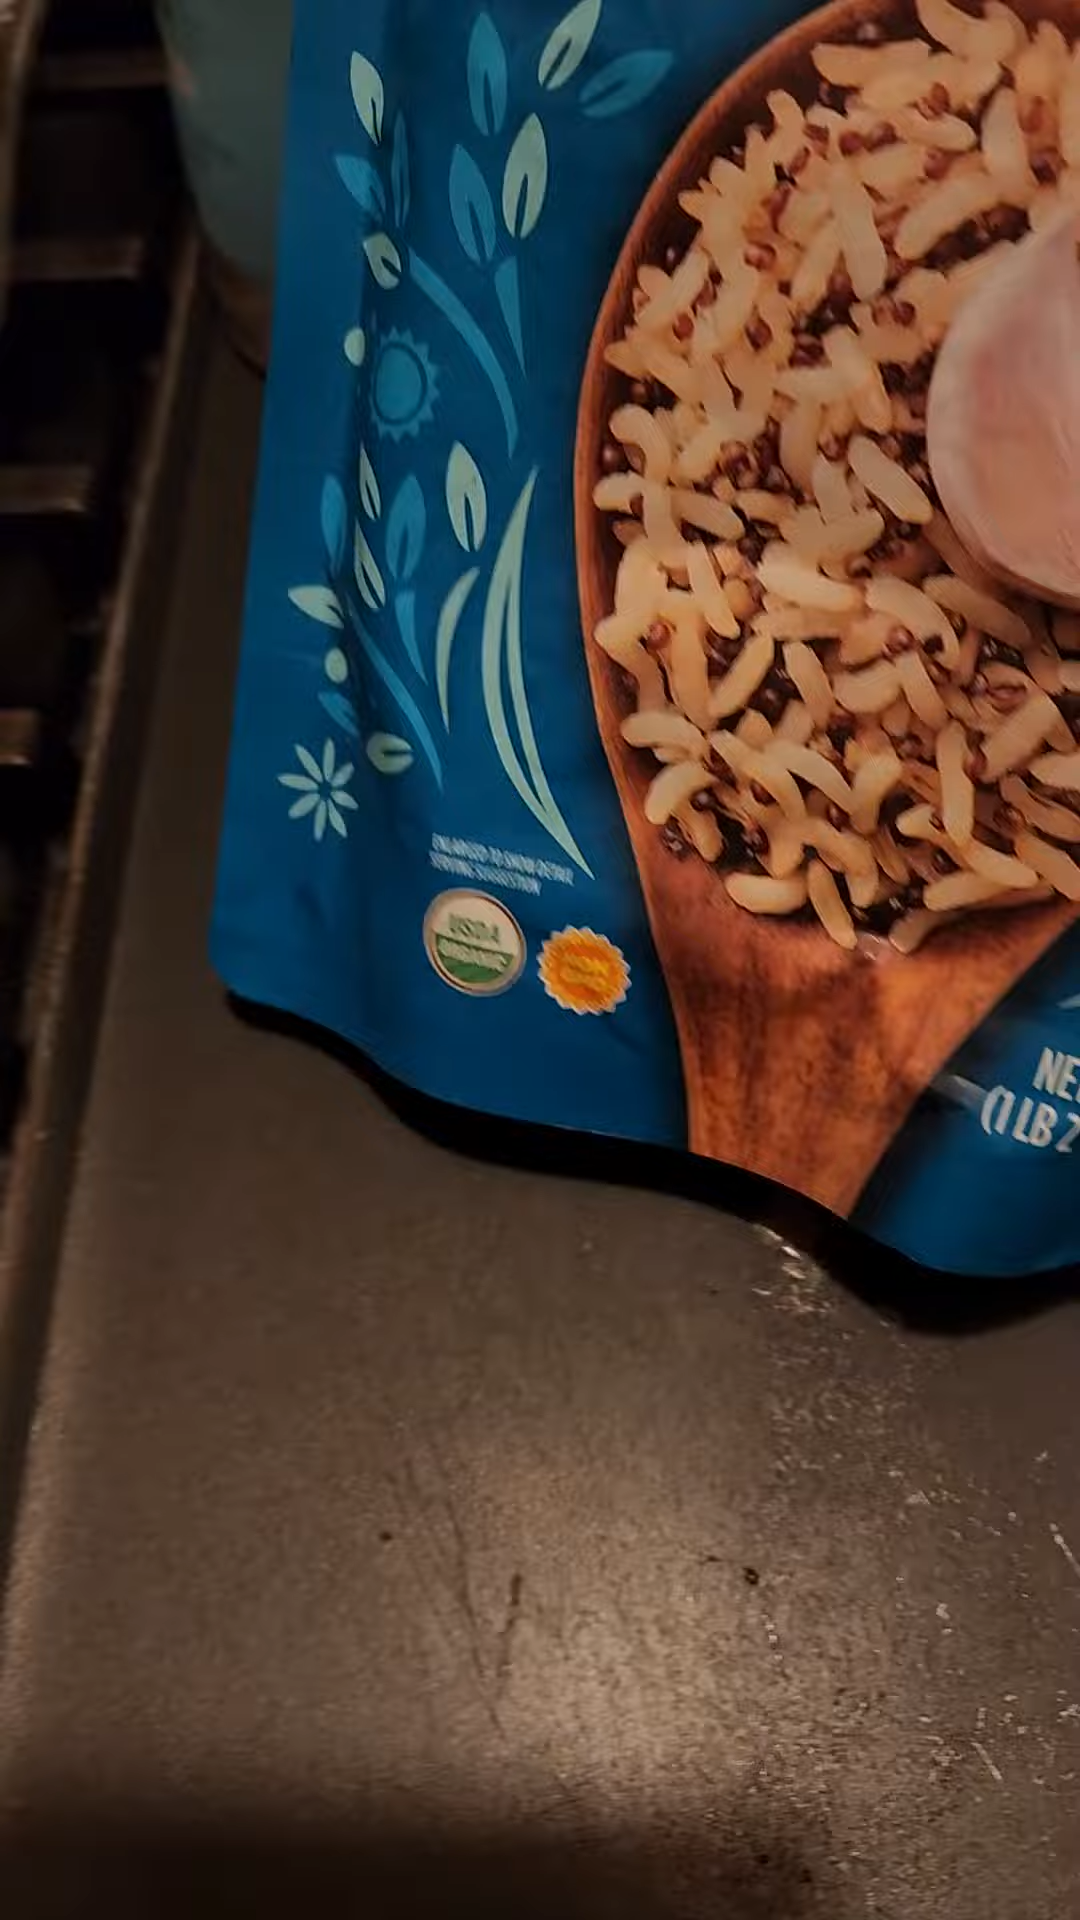 ENLARGED TO SHOW DETAIL
SERVING SUGGESTION
USDA
ORGANIC
NE
(1 LB 2